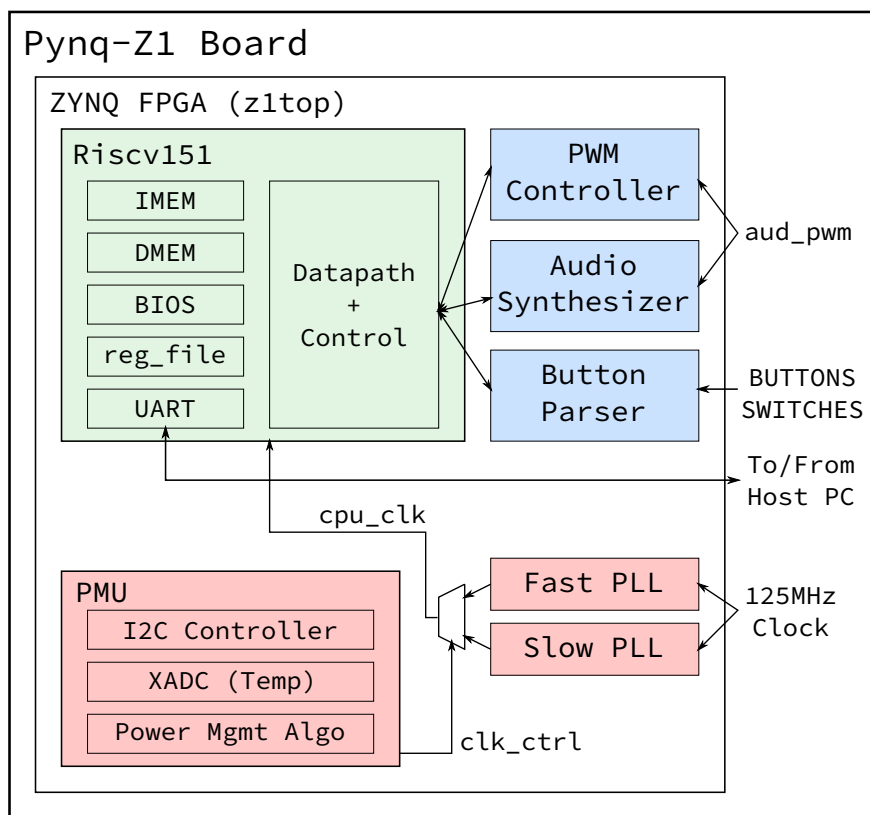 Pynq-Z1 Board
ZYNQ FPGA (z1top)
Riscv151
IMEM
DMEM
BIOS
reg_file
UART
Datapath
+
Control
PWM
Controller
Audio
Synthesizer
Button
Parser
aud_pwm
BUTTONS
SWITCHES
To/From
Host PC
cpu_clk
PMU
I2C Controller
XADC (Temp)
Power Mgmt Algo
clk_ctrl
Fast PLL
Slow PLL
125MHz
Clock